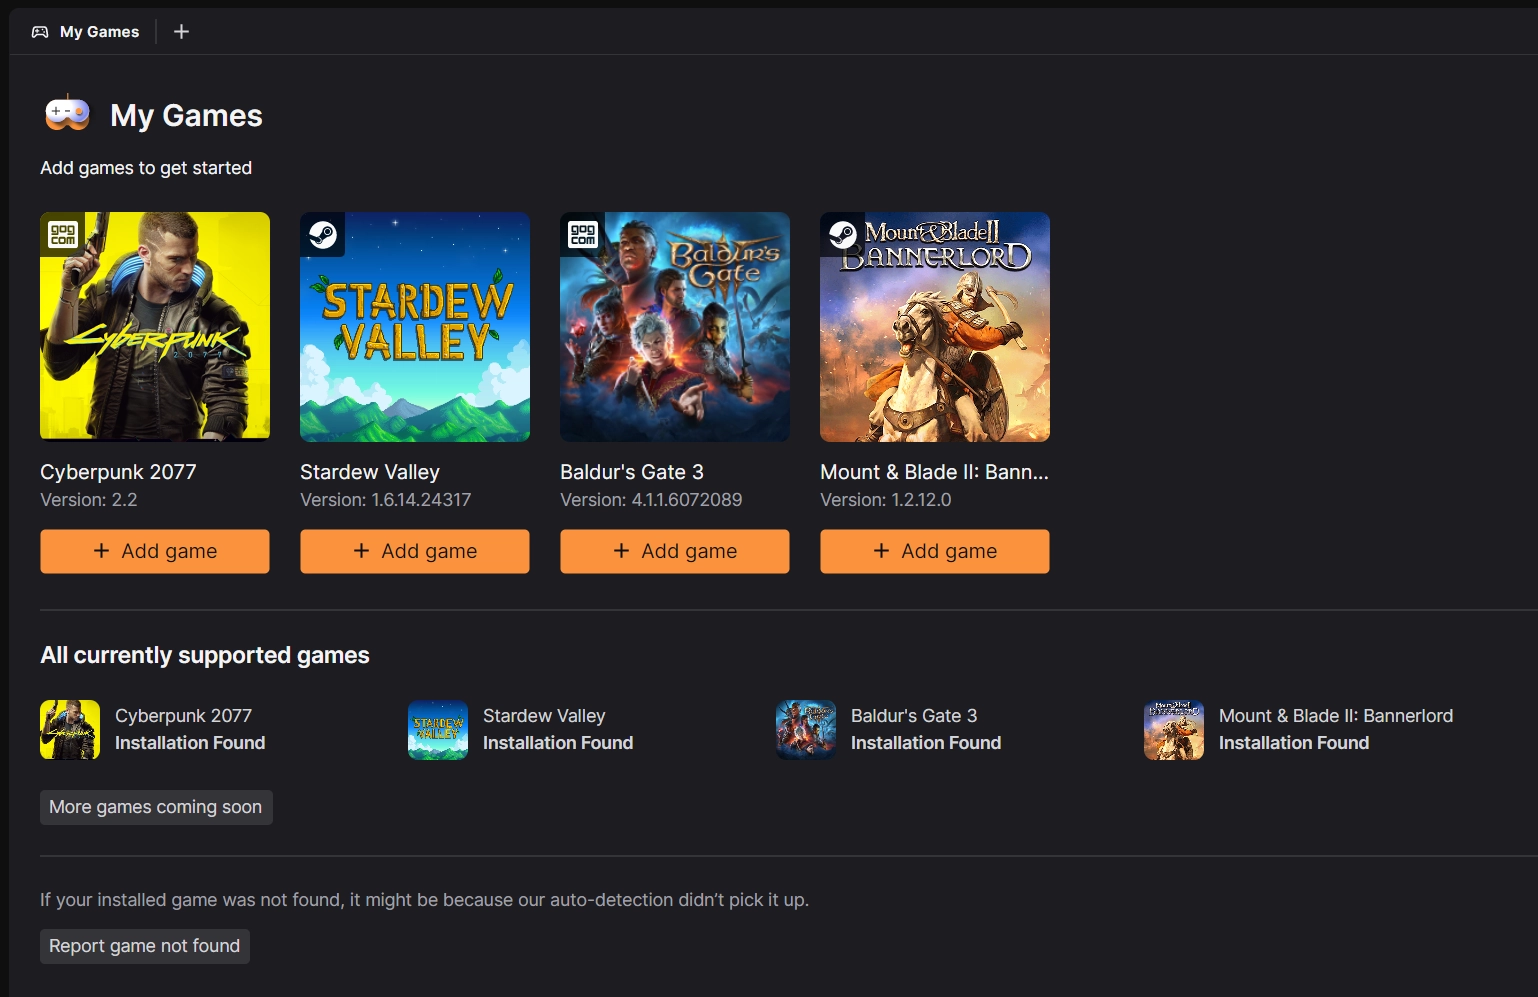 My Games
My Games
Add games to get started
GOG
COM
CYBERPUNK
2077
STARDEW
VALLEY
GOG
COM
Baldur's
Gate
Mount & Blade II
BANNERLORD
Cyberpunk 2077
Version: 2.2
+ Add game
Stardew Valley
Version: 1.6.14.24317
+ Add game
Baldur's Gate 3
Version: 4.1.1.6072089
+ Add game
Mount & Blade II: Bann...
Version: 1.2.12.0
+ Add game
All currently supported games
Cyberpunk 2077
Installation Found
STARDEW
VALLEY
Stardew Valley
Installation Found
Baldur's Gate 3
Installation Found
Mount & Blade II: Bannerlord
Installation Found
More games coming soon
If your installed game was not found, it might be because our auto-detection didn’t pick it up.
Report game not found